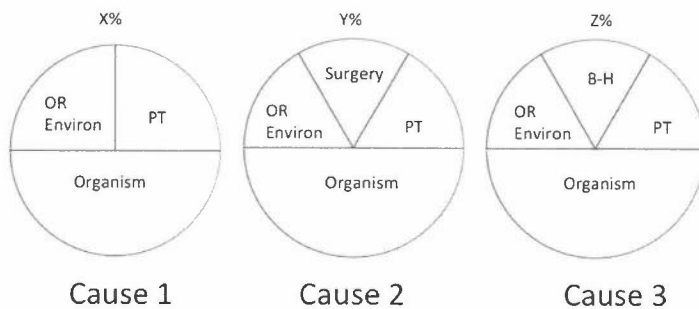 X%
Y%
Z%
OR
Environ
PT
Organism
Surgery
OR
Environ
PT
Organism
B-H
OR
Environ
PT
Organism
Cause 1
Cause 2
Cause 3